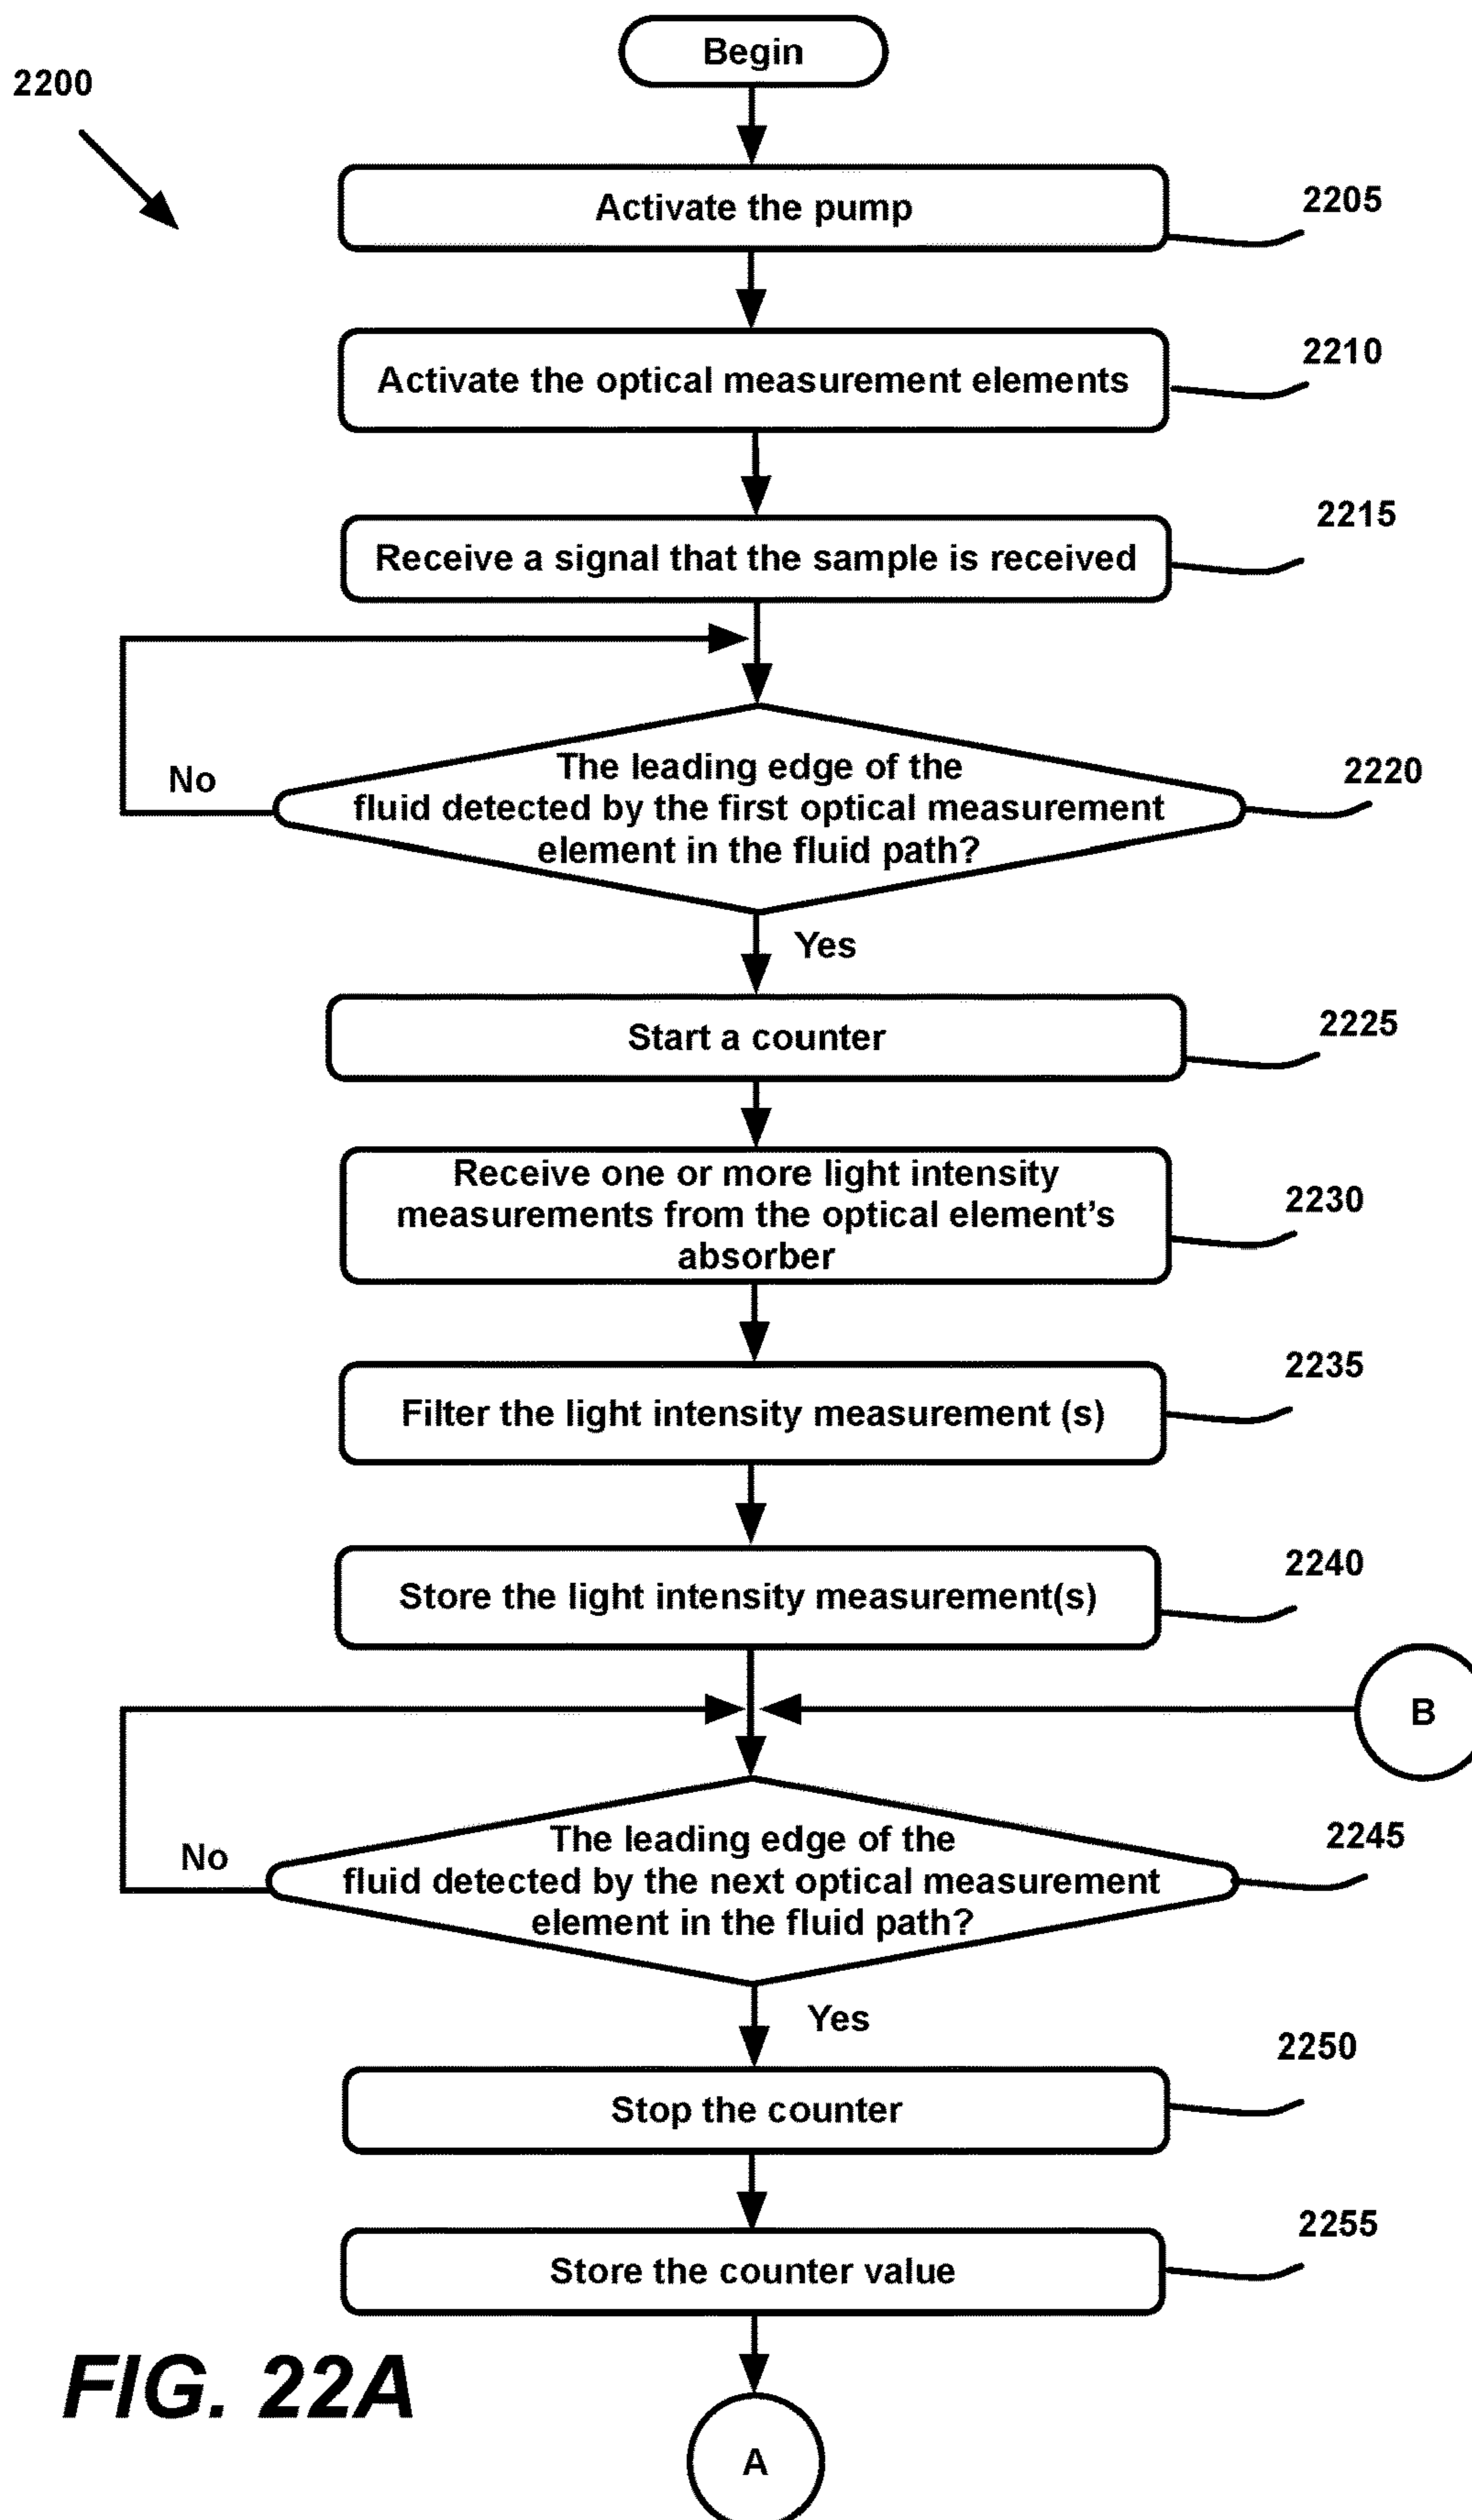 Begin
2200
Activate the pump
2205
Activate the optical measurement elements
2210
Receive a signal that the sample is received
2215
No
The leading edge of the
fluid detected by the first optical measurement
element in the fluid path?
2220
Yes
Start a counter
2225
Receive one or more light intensity
measurements from the optical element's
absorber
2230
Filter the light intensity measurement (s)
2235
Store the light intensity measurement(s)
2240
B
No
The leading edge of the
fluid detected by the next optical measurement
element in the fluid path?
2245
Yes
Stop the counter
2250
Store the counter value
2255
FIG. 22A
A